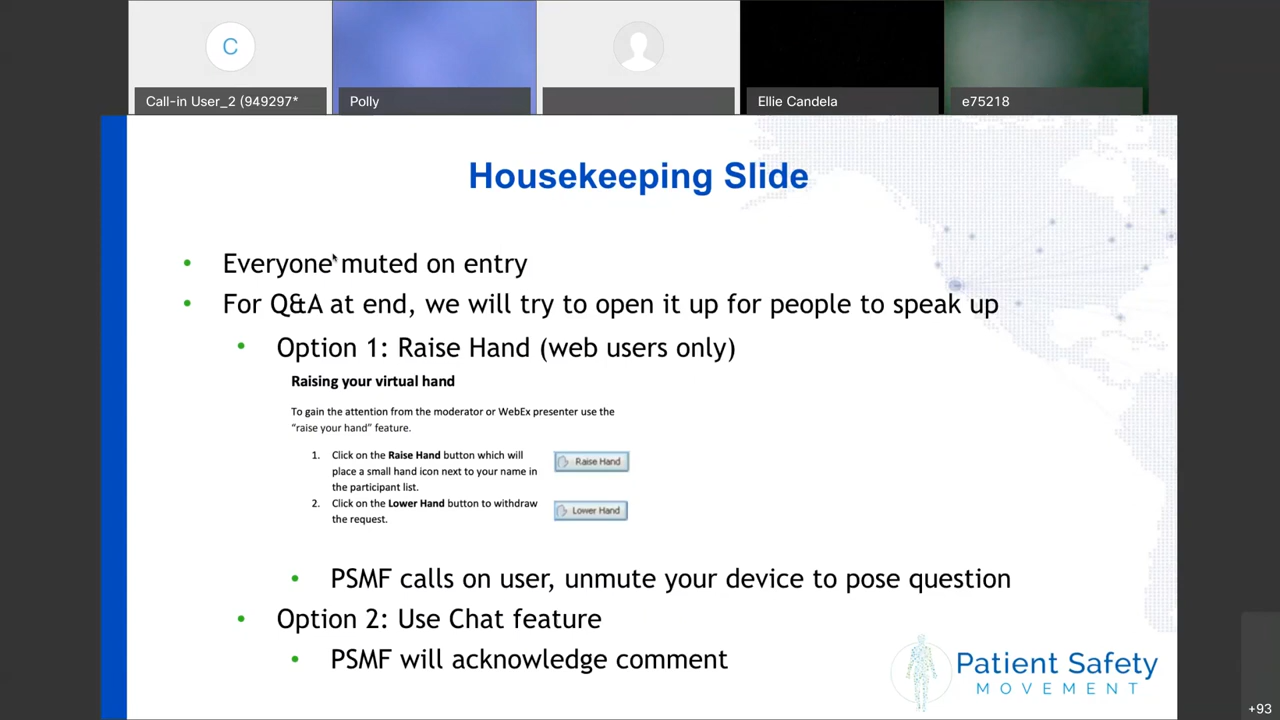 C
Call-in User_2 (949297*
Polly
Ellie Candela
e75218
Housekeeping Slide
• Everyone muted on entry
• For Q&A at end, we will try to open it up for people to speak up
• Option 1: Raise Hand (web users only)
Raising your virtual hand
To gain the attention from the moderator or WebEx presenter use the
“raise your hand” feature.
1. Click on the Raise Hand button which will
place a small hand icon next to your name in
the participant list.
Raise Hand
2. Click on the Lower Hand button to withdraw
the request.
Lower Hand
• PSMF calls on user, unmute your device to pose question
• Option 2: Use Chat feature
• PSMF will acknowledge comment
Patient Safety
MOVEMENT
+93